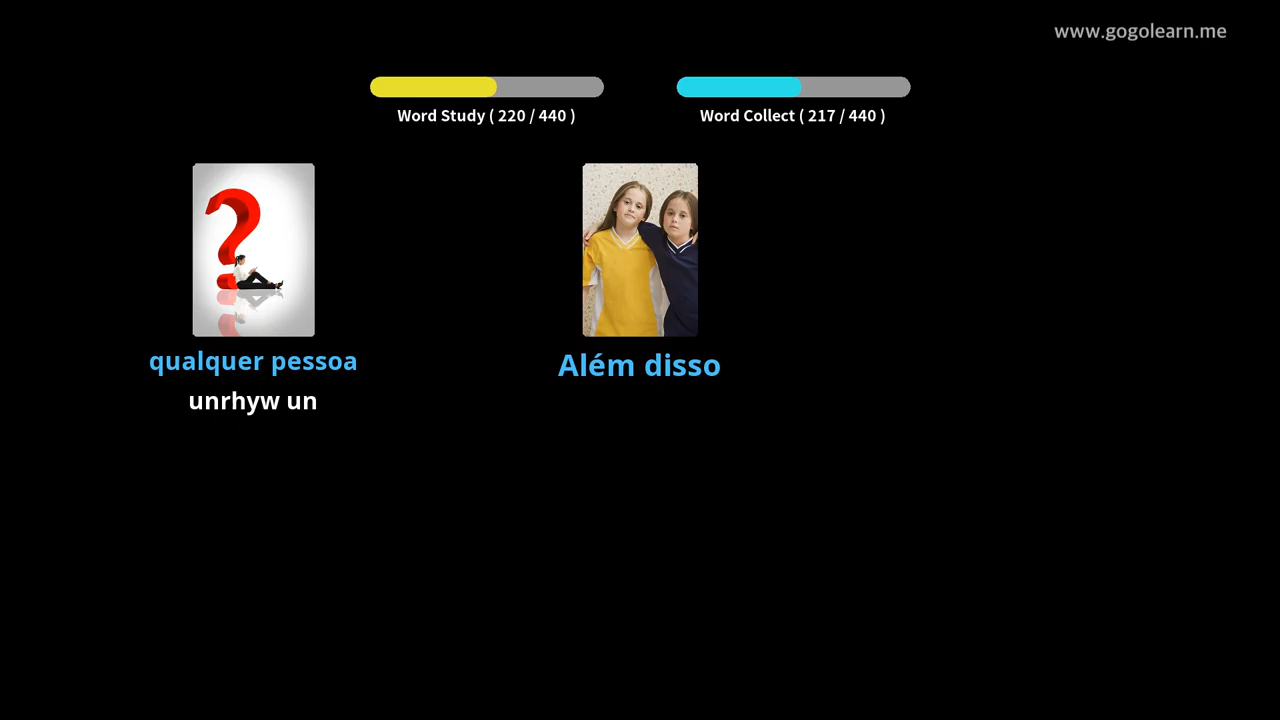 www.gogolearn.me
Word Study ( 220 / 440 )
Word Collect ( 217 / 440 )
qualquer pessoa
unrhyw un
Além disso